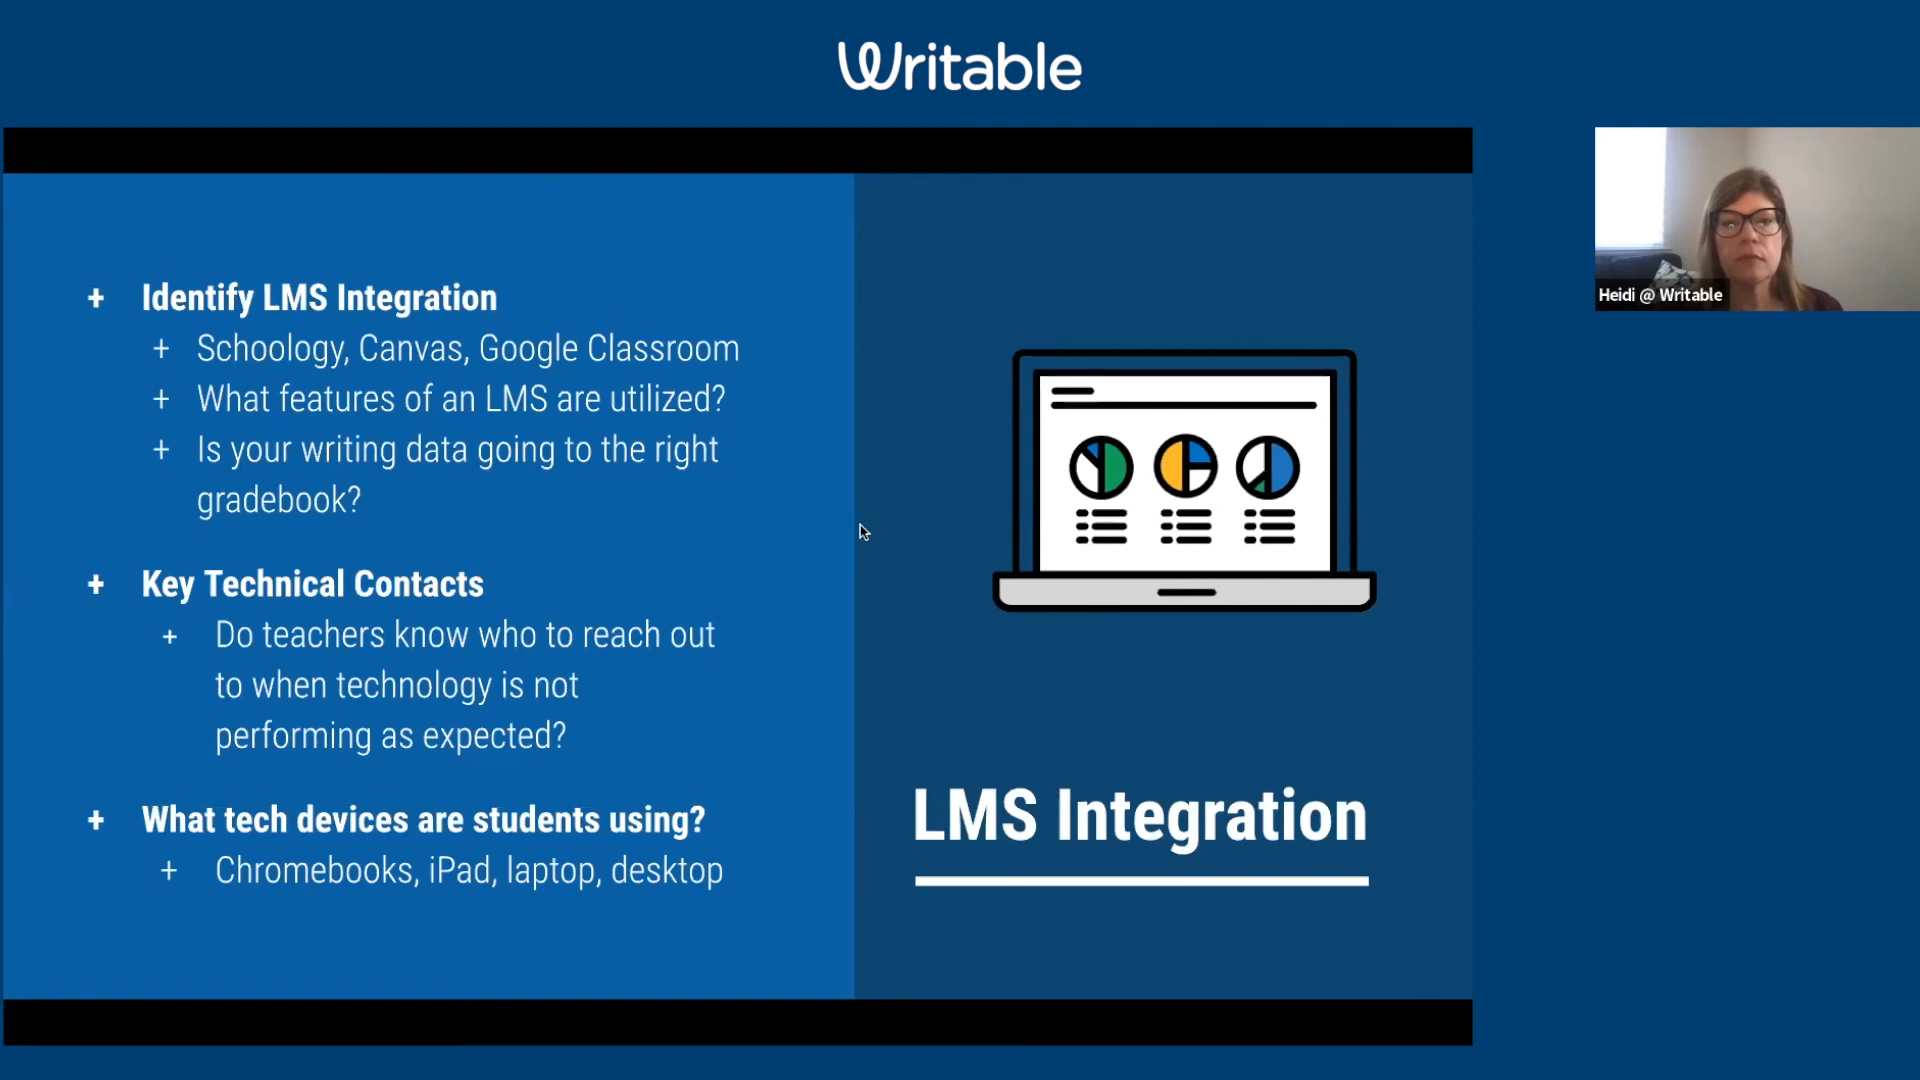 Writable
+ Identify LMS Integration
+ Schoology, Canvas, Google Classroom
+ What features of an LMS are utilized?
+ Is your writing data going to the right
gradebook?
+ Key Technical Contacts
+ Do teachers know who to reach out
to when technology is not
performing as expected?
+ What tech devices are students using?
+ Chromebooks, iPad, laptop, desktop
LMS Integration
Heidi @ Writable